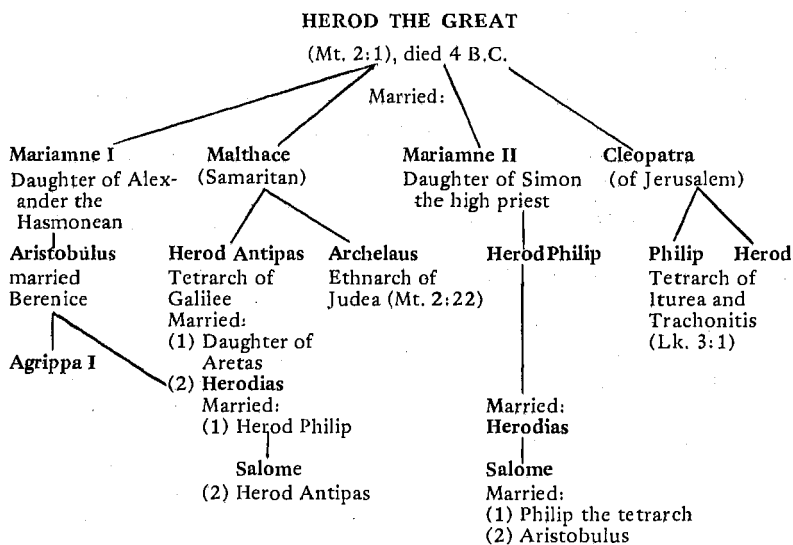 HEROD THE GREAT
(Mt. 2:1), died 4 B.C.
Married:
Mariamne I
Daughter of Alex-
ander the
Hasmonean
Aristobulus
married
Berenice
Agrippa I
Malthace
(Samaritan)
Herod Antipas
Tetrarch of
Galilee
Married:
(1) Daughter of
Aretas
(2) Herodias
Married:
(1) Herod Philip
Salome
(2) Herod Antipas
Archelaus
Ethnarch of
Judea (Mt. 2:22)
Mariamne II
Daughter of Simon
the high priest
Herod Philip
Married:
Herodias
Salome
Married:
(1) Philip the tetrarch
(2) Aristobulus
Cleopatra
(of Jerusalem)
Philip
Tetrarch of
Iturea and
Trachonitis
(Lk. 3:1)
Herod